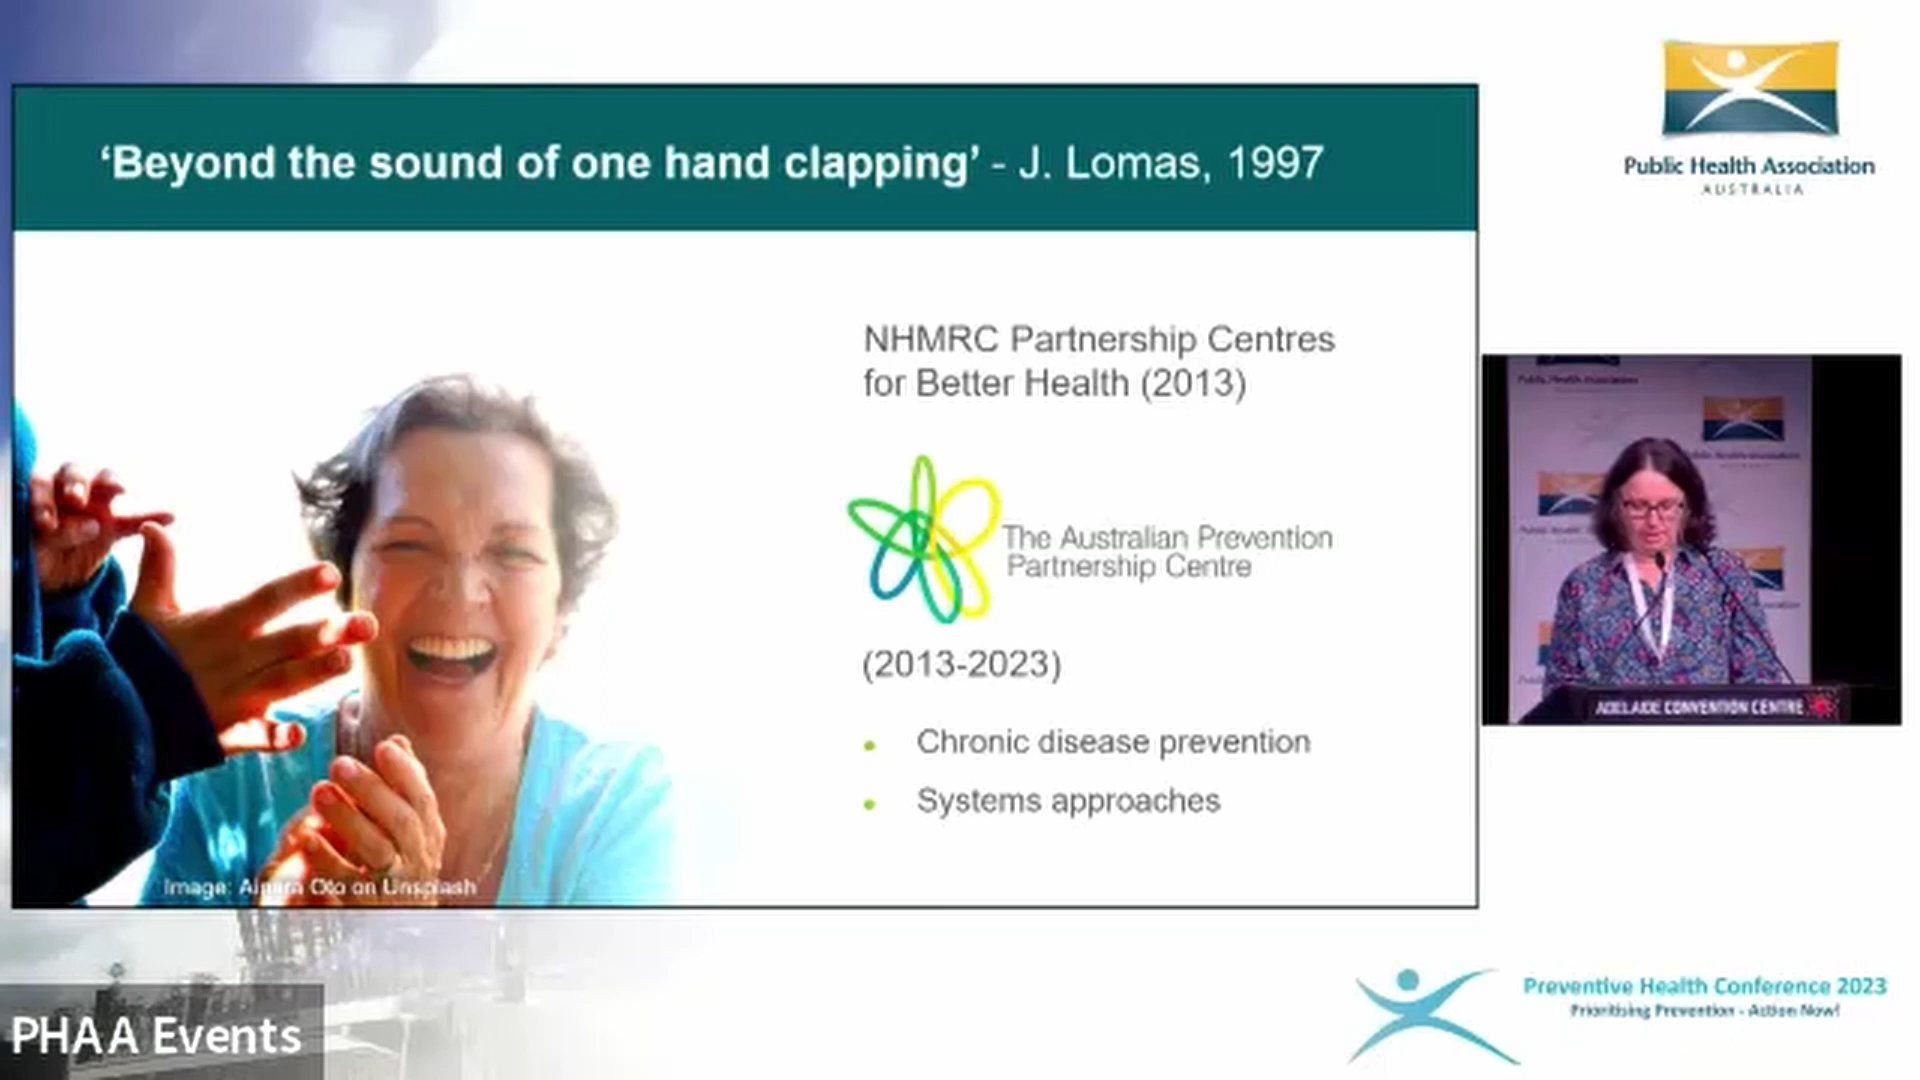 ‘Beyond the sound of one hand clapping’ - J. Lomas, 1997
NHMRC Partnership Centres
for Better Health (2013)
The Australian Prevention
Partnership Centre
(2013-2023)
• Chronic disease prevention
• Systems approaches
Image: Oto on Unsplash
Public Health Association
AUSTRALIA
ADELAIDE CONVENTION CENTRE
Preventive Health Conference 2023
Prioritising Prevention - Action Now!
PHAA Events